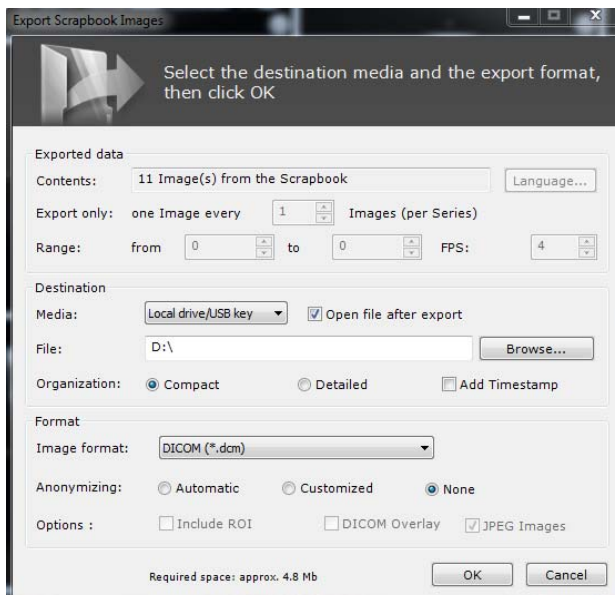 Export Scrapbook Images
Select the destination media and the export format,
then click OK
Exported data
Contents: 11 Image(s) from the Scrapbook Language...
Export only: one Image every 1 Images (per Series)
Range: from 0 to 0 FPS: 4
Destination
Media: Local drive/USB key Open file after export
File: D:\ Browse...
Organization: Compact Detailed Add Timestamp
Format
Image format: DICOM (*.dcm)
Anonymizing: Automatic Customized None
Options : Include ROI DICOM Overlay JPEG Images
Required space: approx. 4.8 Mb OK Cancel